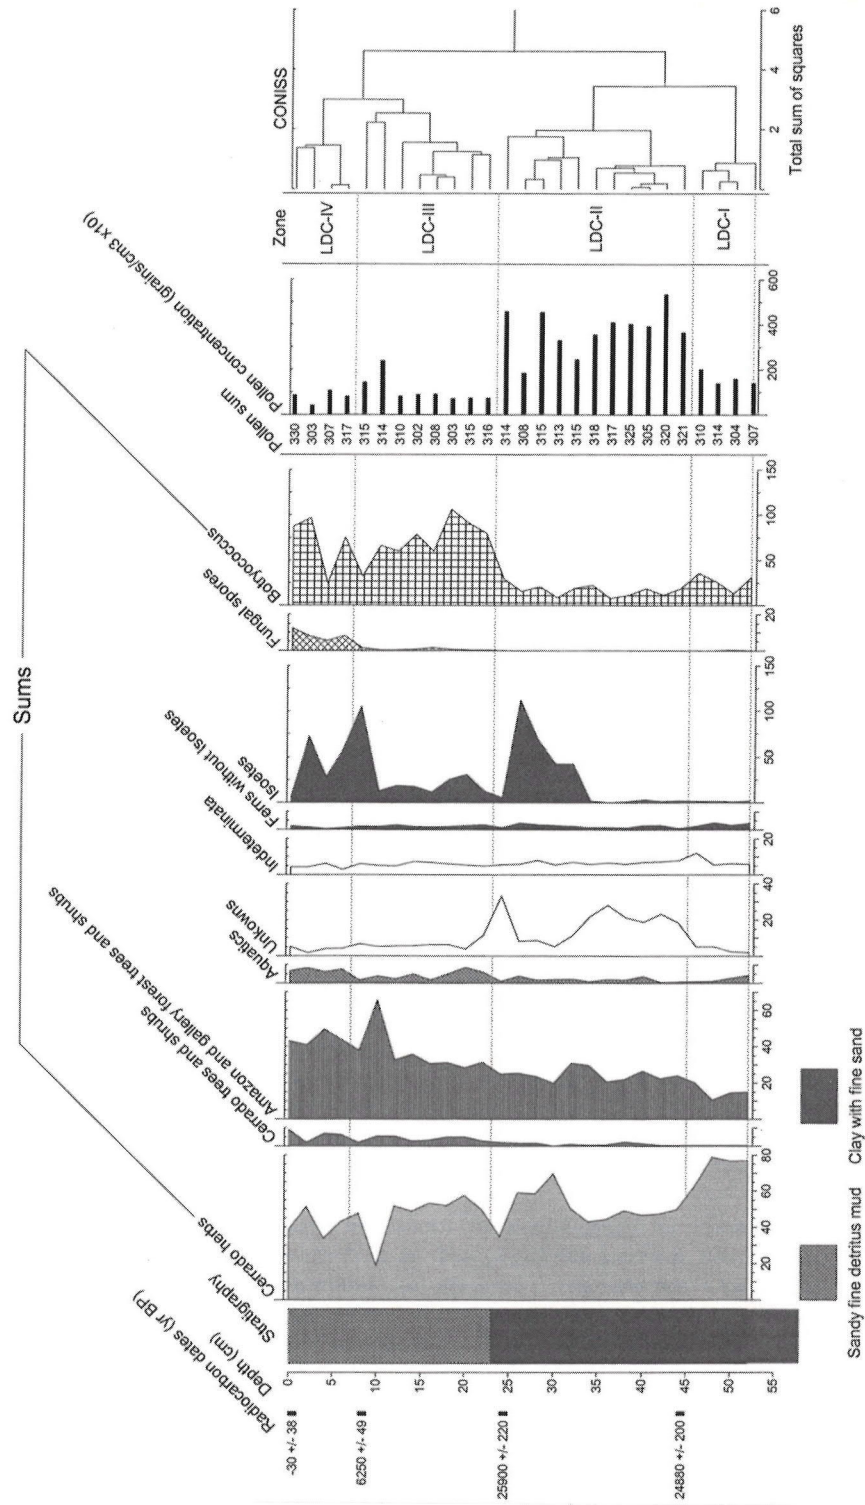 Sums
Radiocarbon dates (yr BP)
Depth (cm)
Stratigraphy
Cerrado herbs
Cerrado trees and shrubs
Amazon and gallery forest trees and shrubs
Aquatics
Unkowns
Indeterminata
Ferns without Isoetes
Isoetes
Fungal spores
Botryococcus
Pollen sum
Pollen concentration (grains/cm3 x10)
Zone
CONISS
-30 +/- 38
6250 +/- 49
25900 +/- 220
24880 +/- 200
0
5
10
15
20
25
30
35
40
45
50
55
20 40 60 80
20 40 60
20 40
20
20
50 100 150
20
50 100 150
330
303
307
317
315
314
310
302
308
303
315
316
314
308
315
313
315
318
317
325
305
320
321
310
314
304
307
200 400 600
LDC-IV
LDC-III
LDC-II
LDC-I
2 4 6
Total sum of squares
Sandy fine detritus mud
Clay with fine sand